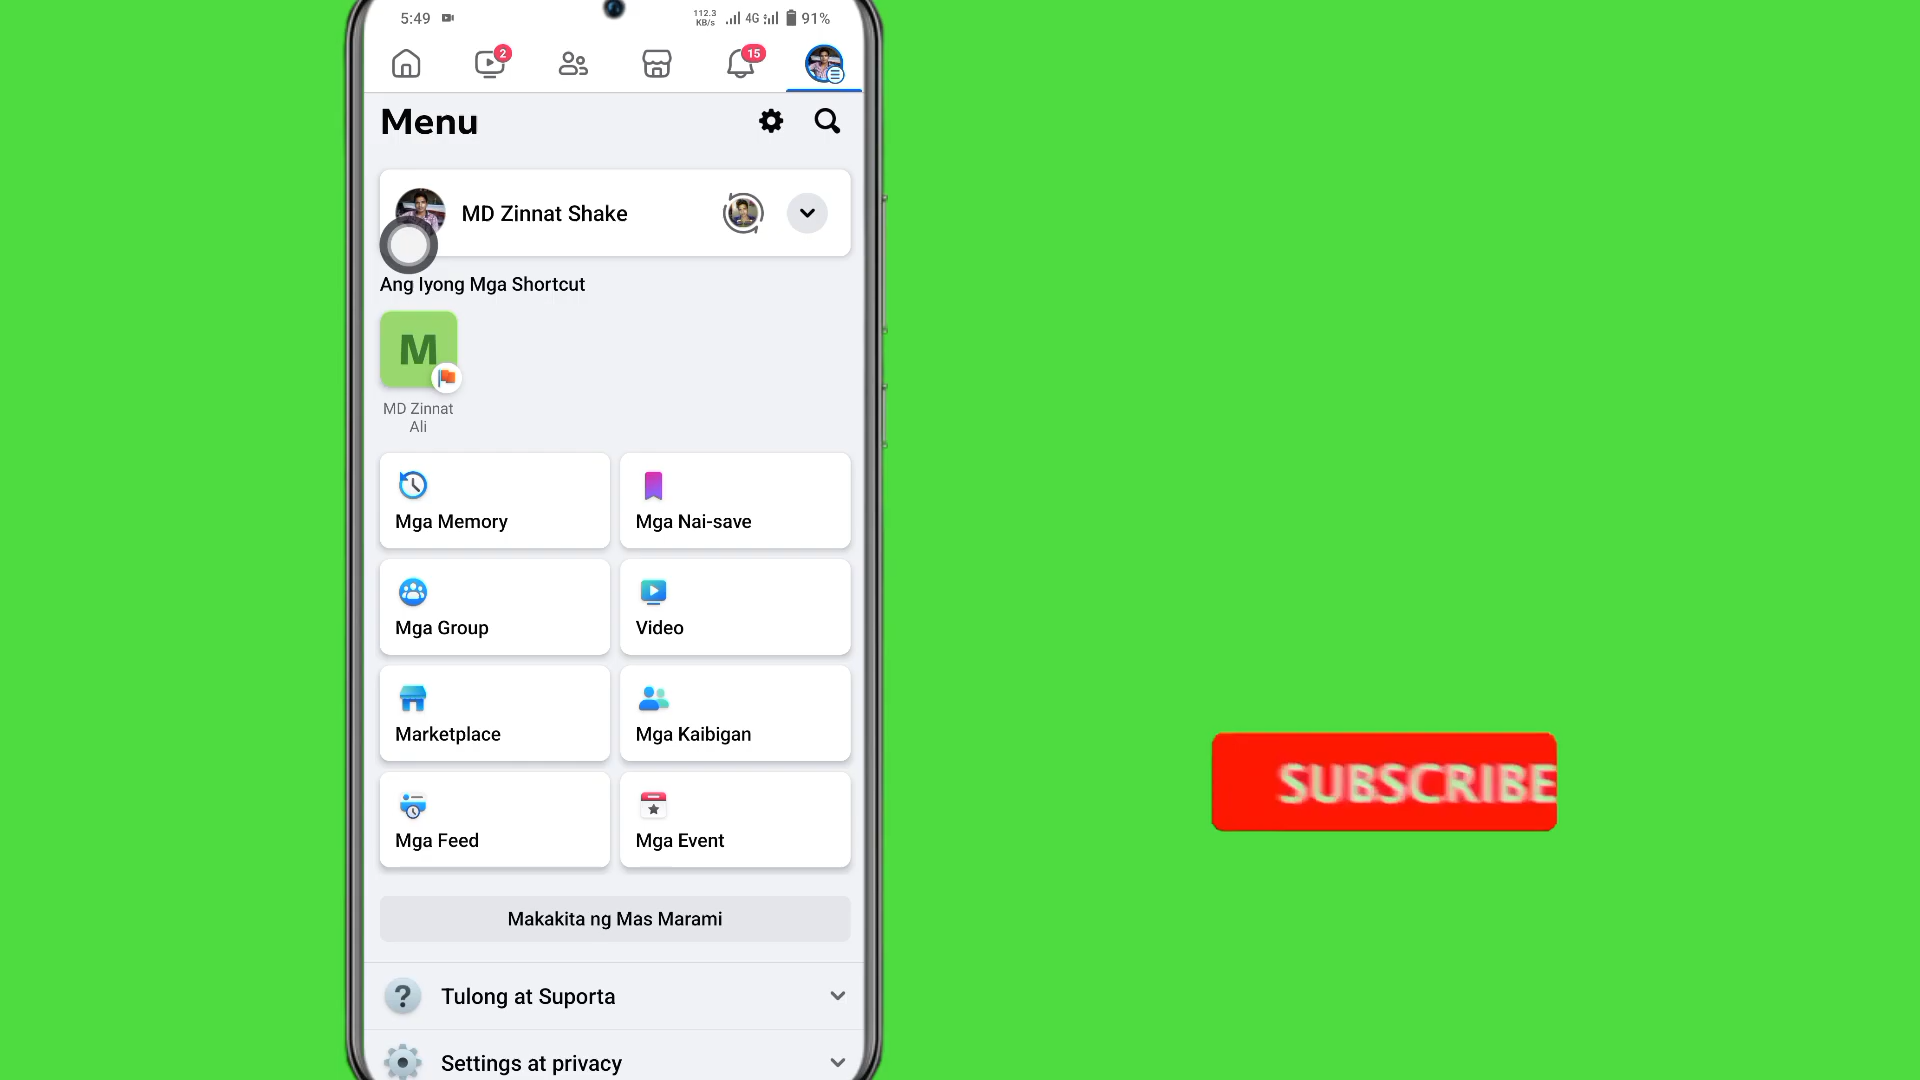 5:49
112.3
KB/s
4G
91%
2
15
Menu
MD Zinnat Shake
Ang Iyong Mga Shortcut
M
MD Zinnat
Ali
Mga Memory
Mga Nai-save
Mga Group
Video
Marketplace
Mga Kaibigan
Mga Feed
Mga Event
Makakita ng Mas Marami
?
Tulong at Suporta
Settings at privacy
SUBSCRIBE